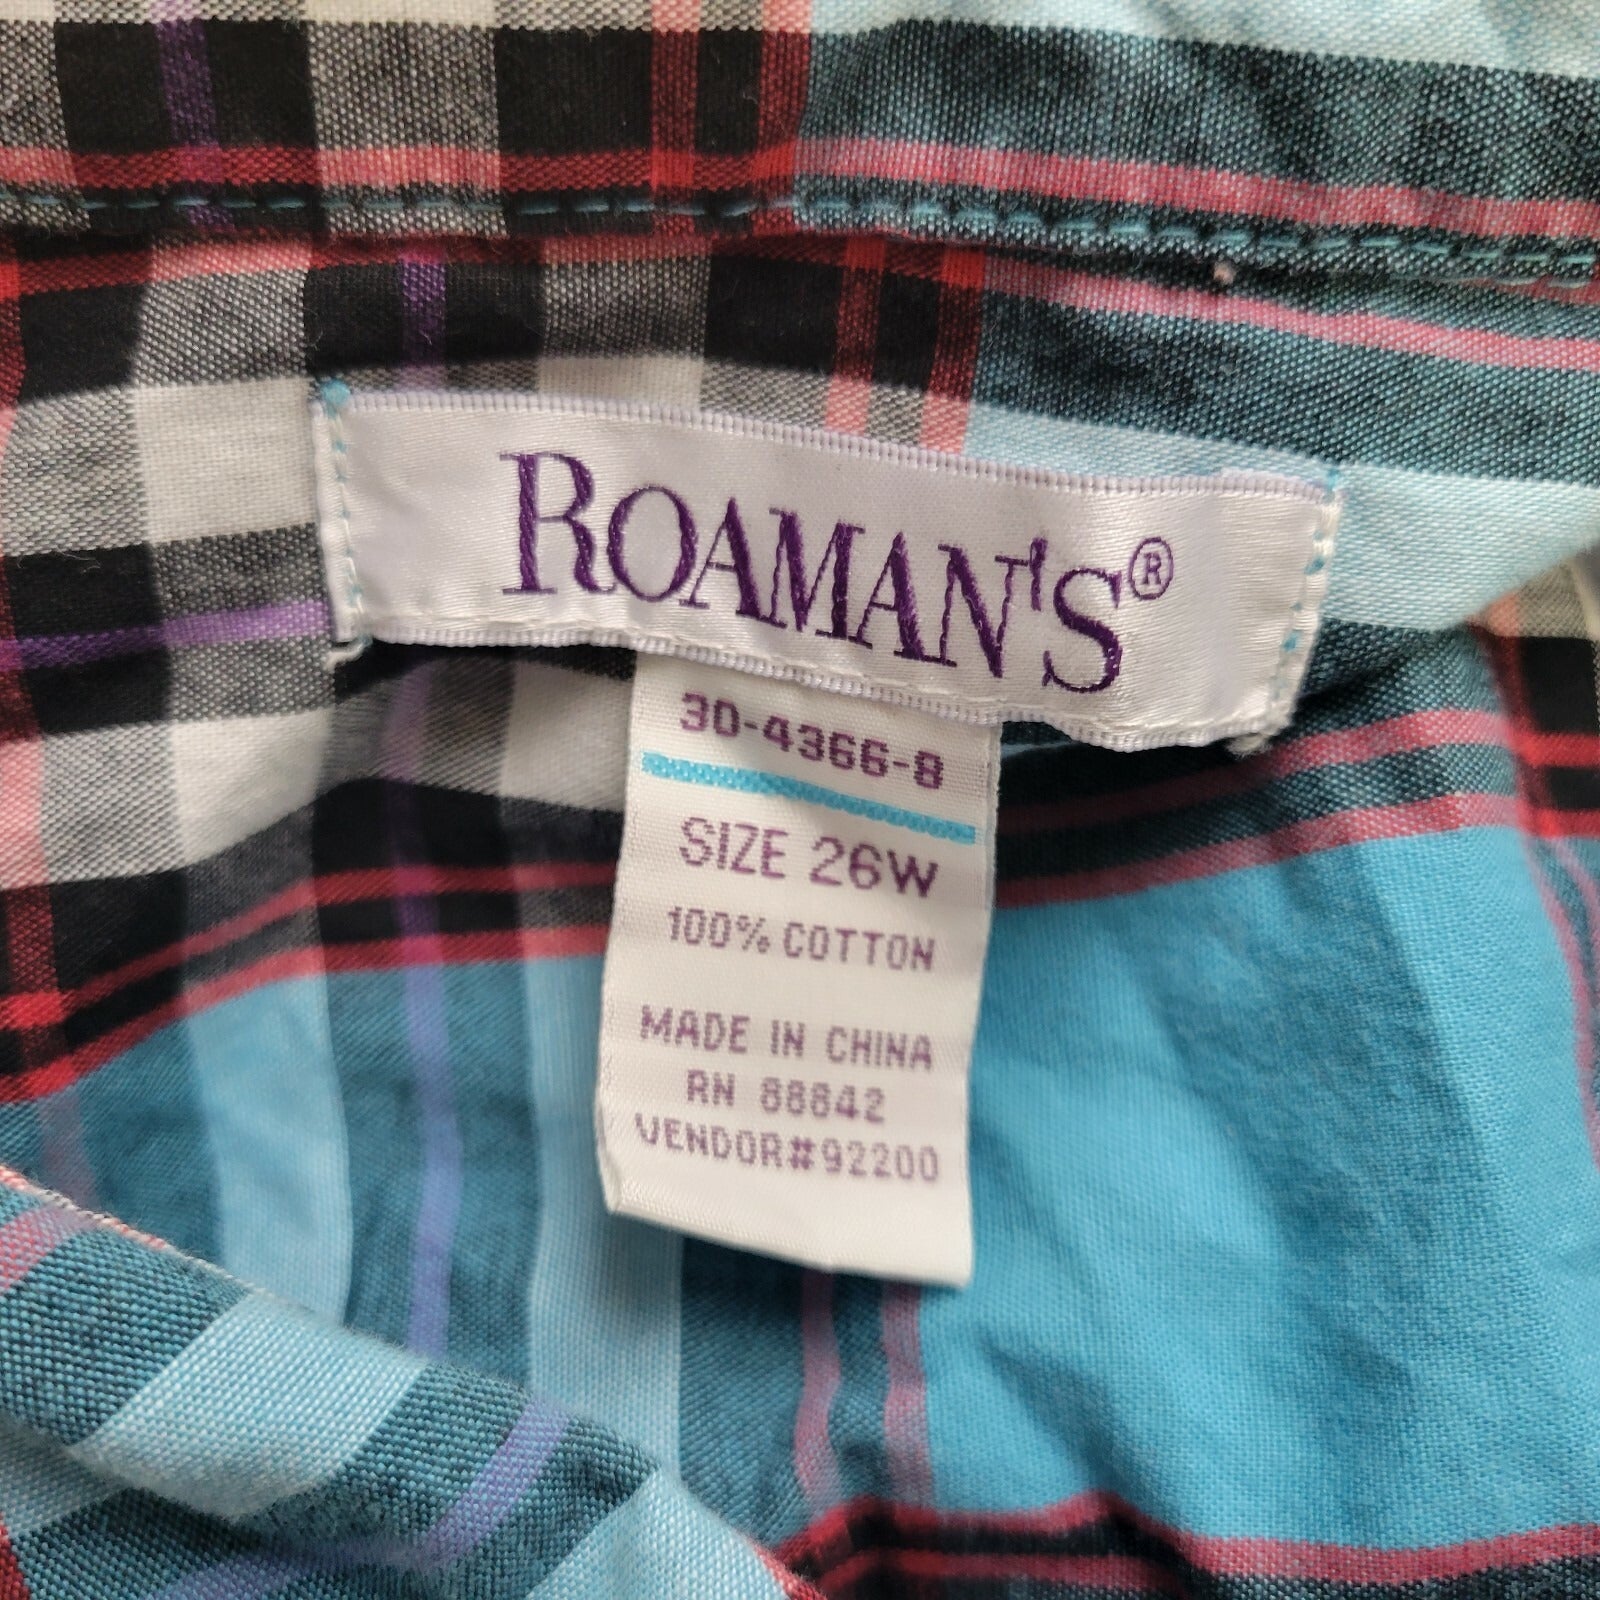 ROAMAN'S®
30-4366-8
SIZE 26W
100% COTTON
MADE IN CHINA
RN 88842
VENDOR#92200